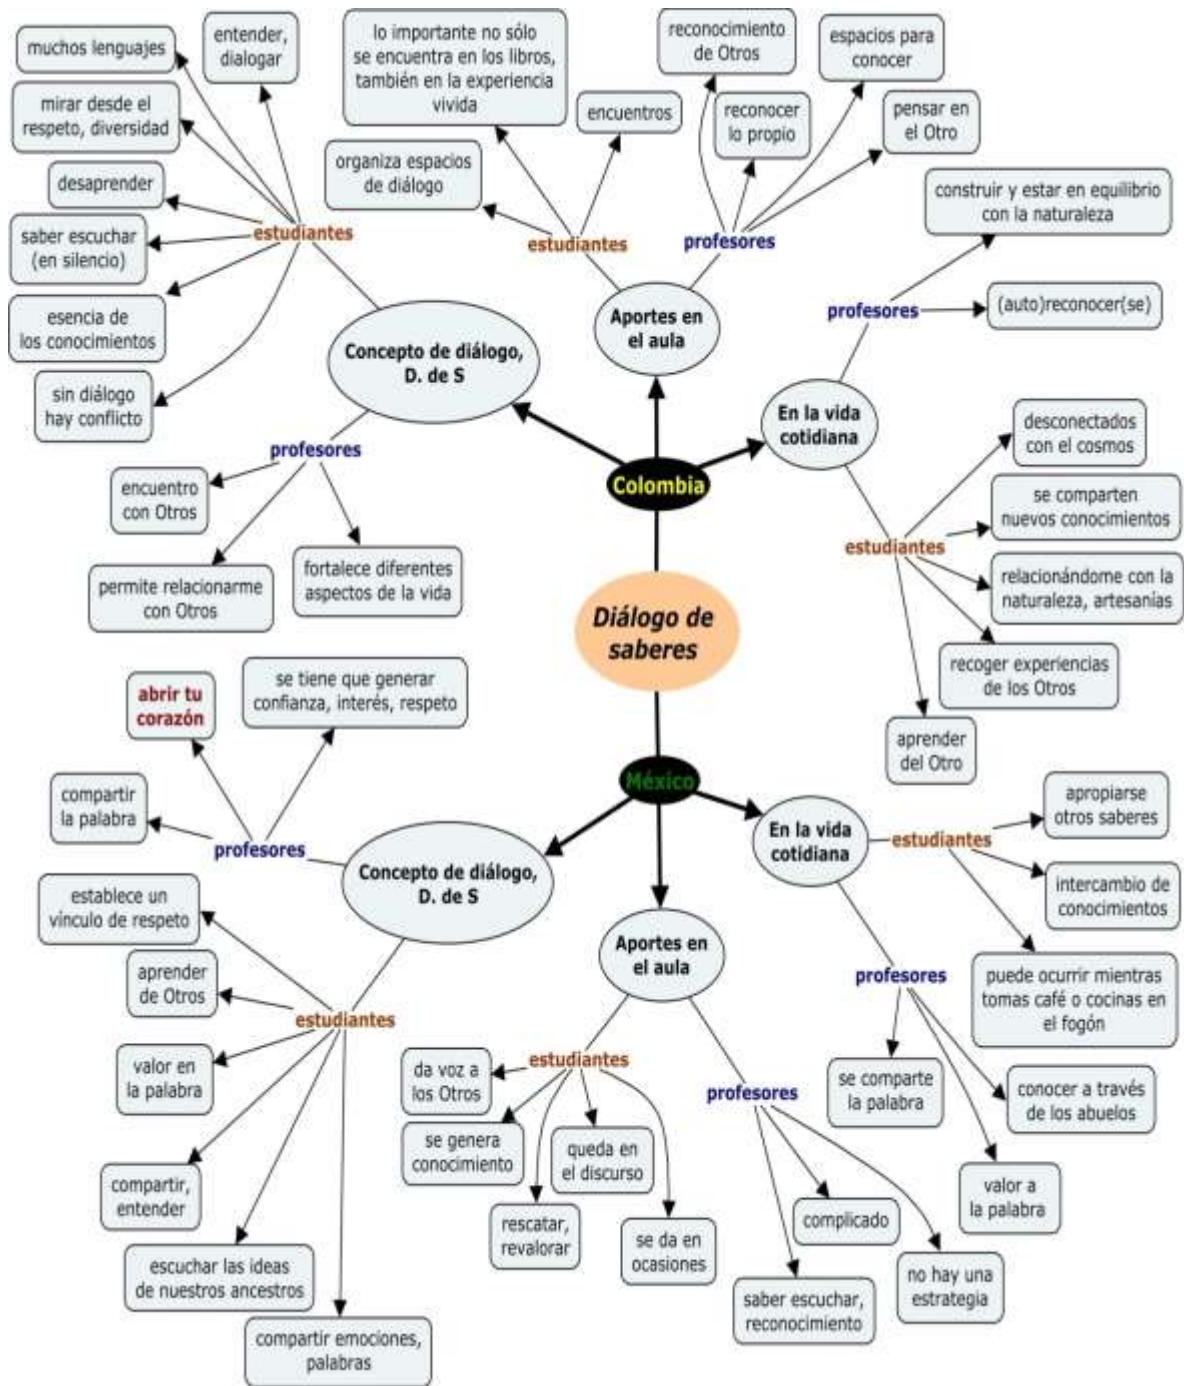 muchos lenguajes
entender,
dialogar
mirar desde el
respeto, diversidad
desaprender
saber escuchar
(en silencio)
esencia de
los conocimientos
sin diálogo
hay conflicto
estudiantes
Concepto de diálogo,
D. de S
profesores
encuentro
con Otros
permite relacionarme
con Otros
fortalece diferentes
aspectos de la vida
lo importante no sólo
se encuentra en los libros,
también en la experiencia
vivida
encuentros
organiza espacios
de diálogo
estudiantes
reconocimiento
de Otros
reconocer
lo propio
espacios para
conocer
pensar en
el Otro
profesores
Aportes en
el aula
construir y estar en equilibrio
con la naturaleza
profesores
(auto)reconocer(se)
En la vida
cotidiana
desconectados
con el cosmos
se comparten
nuevos conocimientos
estudiantes
relacionándome con la
naturaleza, artesanías
recoger experiencias
de los Otros
aprender
del Otro
Colombia
Diálogo de
saberes
México
abrir tu
corazón
se tiene que generar
confianza, interés, respeto
compartir
la palabra
profesores
Concepto de diálogo,
D. de S
establece un
vínculo de respeto
aprender
de Otros
estudiantes
valor en
la palabra
compartir,
entender
escuchar las ideas
de nuestros ancestros
compartir emociones,
palabras
Aportes en
el aula
estudiantes
da voz a
los Otros
se genera
conocimiento
queda en
el discurso
rescatar,
revalorar
se da en
ocasiones
profesores
complicado
saber escuchar,
reconocimiento
no hay una
estrategia
En la vida
cotidiana
estudiantes
apropiarse
otros saberes
intercambio de
conocimientos
puede ocurrir mientras
tomas café o cocinas en
el fogón
profesores
se comparte
la palabra
conocer a través
de los abuelos
valor a
la palabra